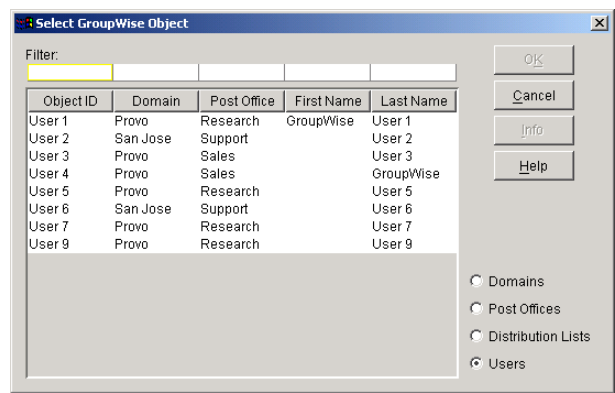 Select GroupWise Object
Filter:
OK
Cancel
Info
Help
Object ID Domain Post Office First Name Last Name
User 1 Provo Research GroupWise User 1
User 2 San Jose Support User 2
User 3 Provo Sales User 3
User 4 Provo Sales GroupWise
User 5 Provo Research User 5
User 6 San Jose Support User 6
User 7 Provo Research User 7
User 9 Provo Research User 9
Domains
Post Offices
Distribution Lists
Users